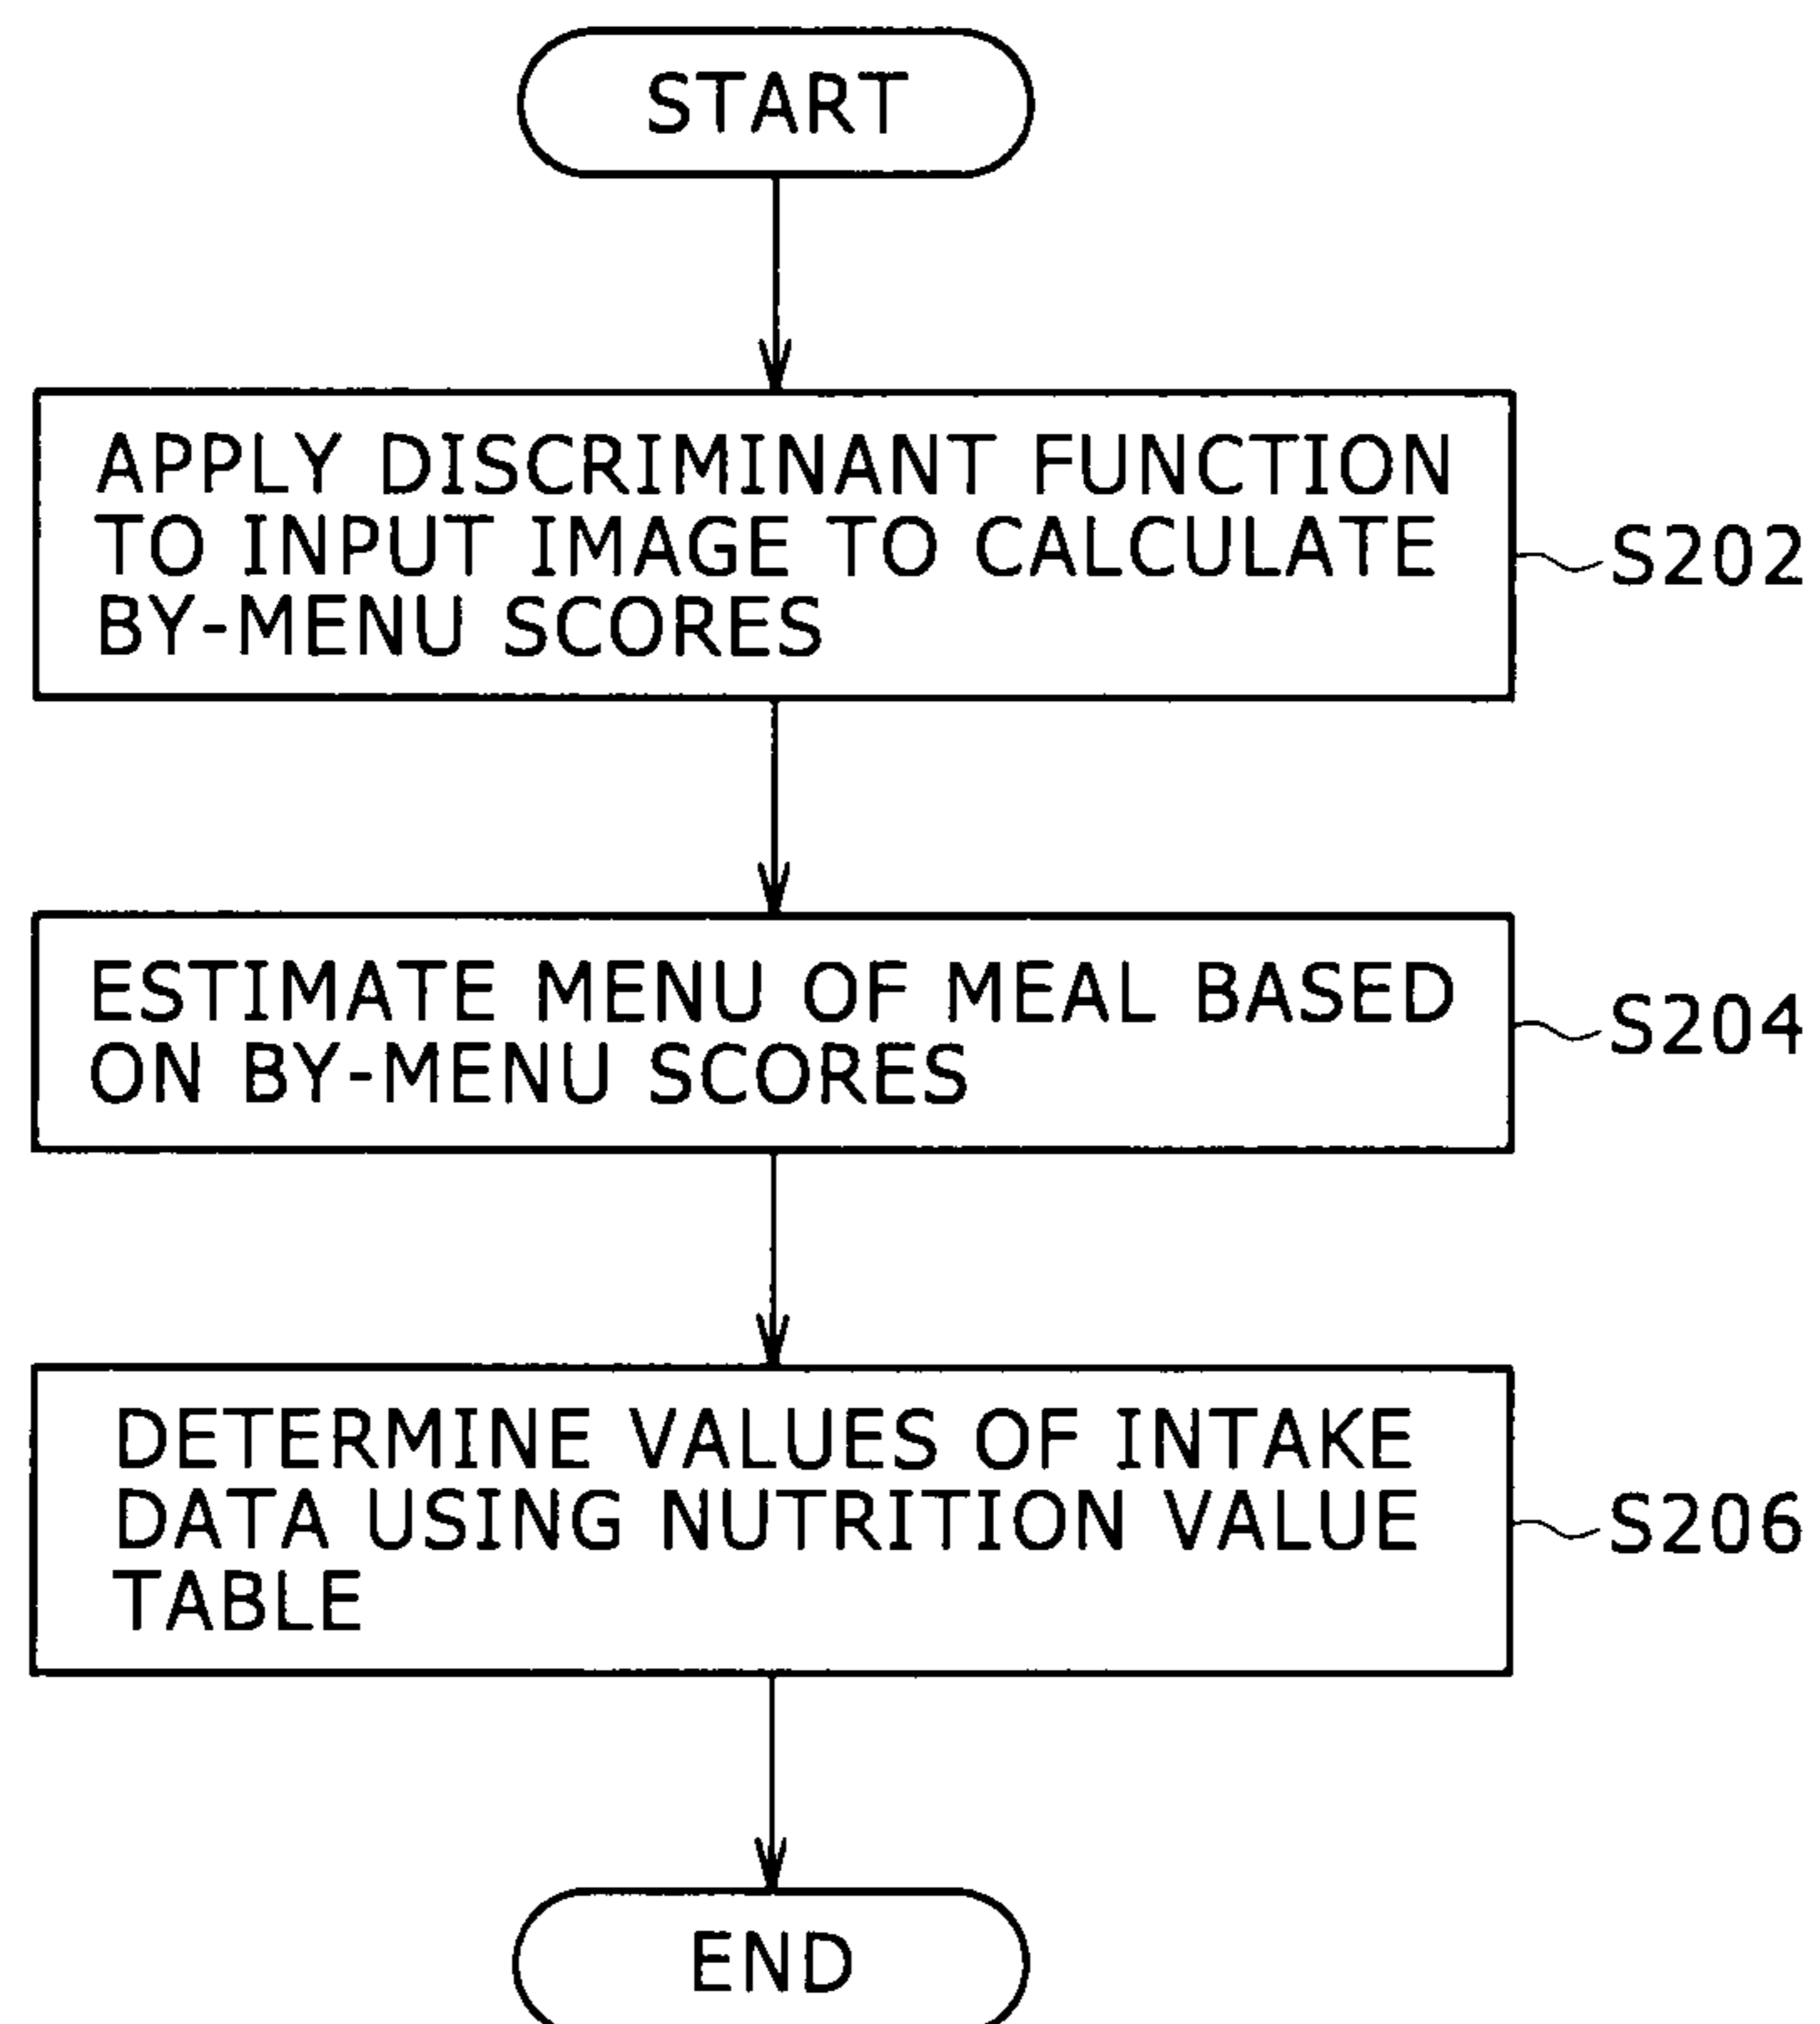 START
APPLY DISCRIMINANT FUNCTION
TO INPUT IMAGE TO CALCULATE
BY-MENU SCORES
S202
ESTIMATE MENU OF MEAL BASED
ON BY-MENU SCORES
S204
DETERMINE VALUES OF INTAKE
DATA USING NUTRITION VALUE
TABLE
S206
END